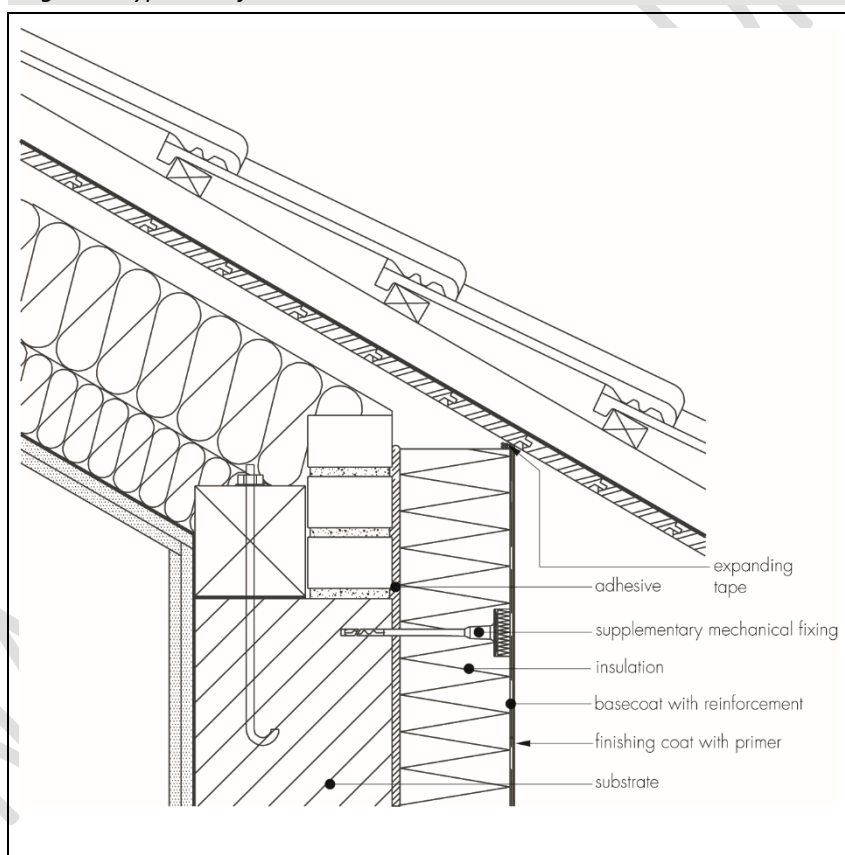 expanding
tape
adhesive
supplementary mechanical fixing
insulation
basecoat with reinforcement
finishing coat with primer
substrate